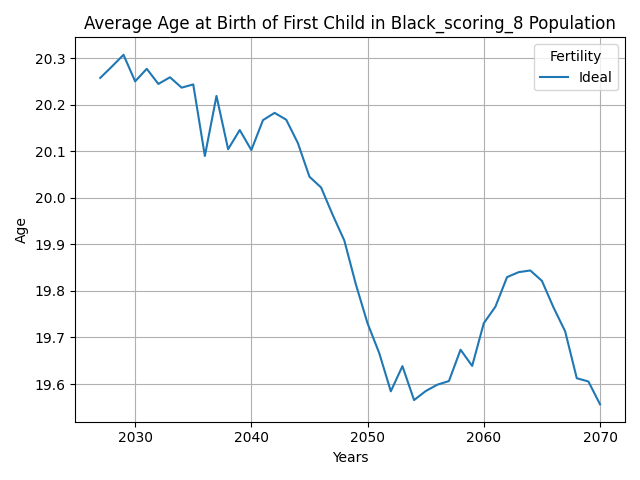 Average Age at Birth of First Child in Black_scoring_8 Population
Fertility
Ideal
20.3
20.2
20.1
20.0
19.9
19.8
19.7
19.6
Age
2030 2040 2050 2060 2070
Years